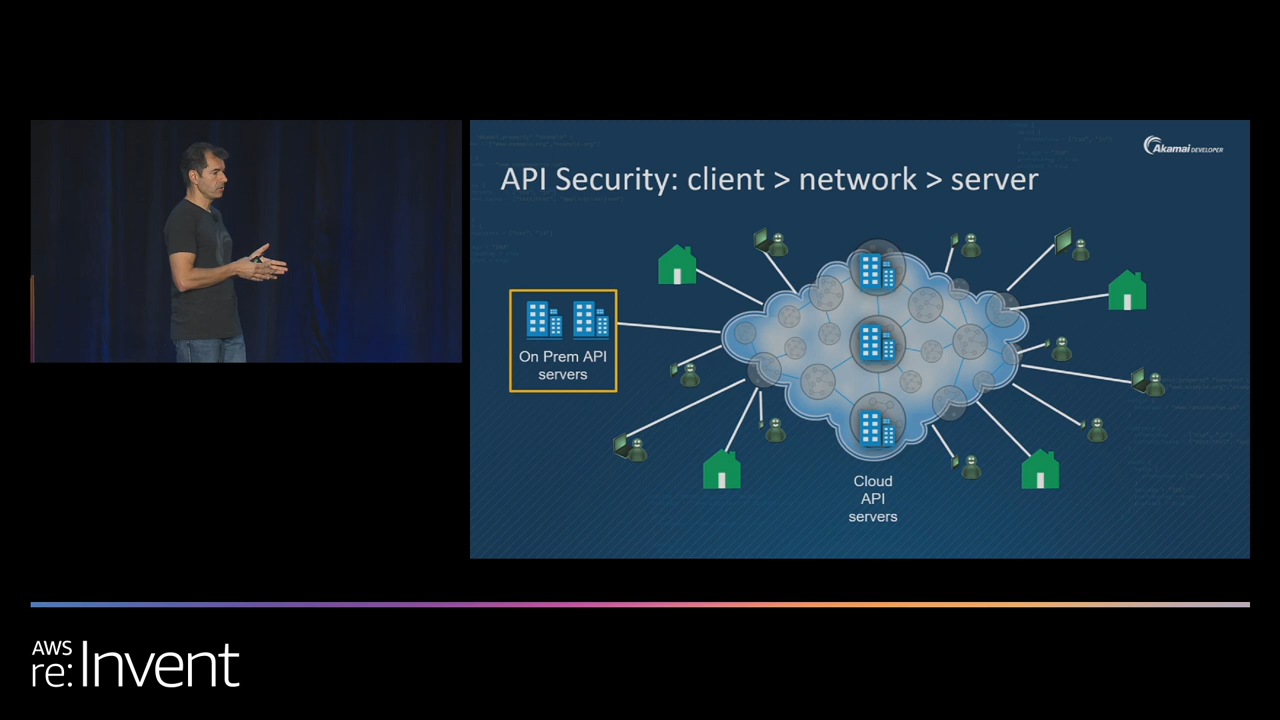 Akamai DEVELOPER
API Security: client > network > server
On Prem API
servers
Cloud
API
servers
AWS
re:Invent